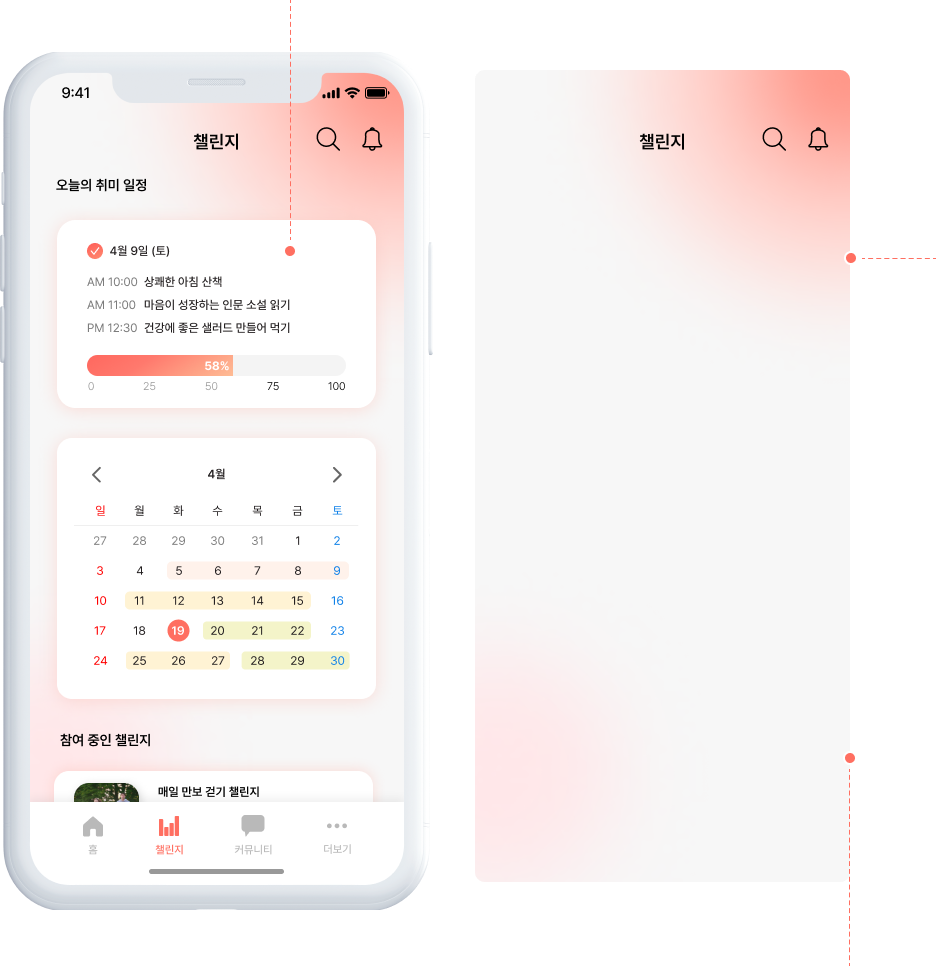 9:41
챌린지
오늘의 취미 일정
4월 9일 (토)
AM 10:00 상쾌한 아침 산책
AM 11:00 마음이 성장하는 인문 소설 읽기
PM 12:30 건강에 좋은 샐러드 만들어 먹기
58%
0 25 50 75 100
4월
일 월 화 수 목 금 토
27 28 29 30 31 1 2
3 4 5 6 7 8 9
10 11 12 13 14 15 16
17 18 19 20 21 22 23
24 25 26 27 28 29 30
참여 중인 챌린지
매일 만보 걷기 챌린지
홈 챌린지 커뮤니티 더보기
챌린지